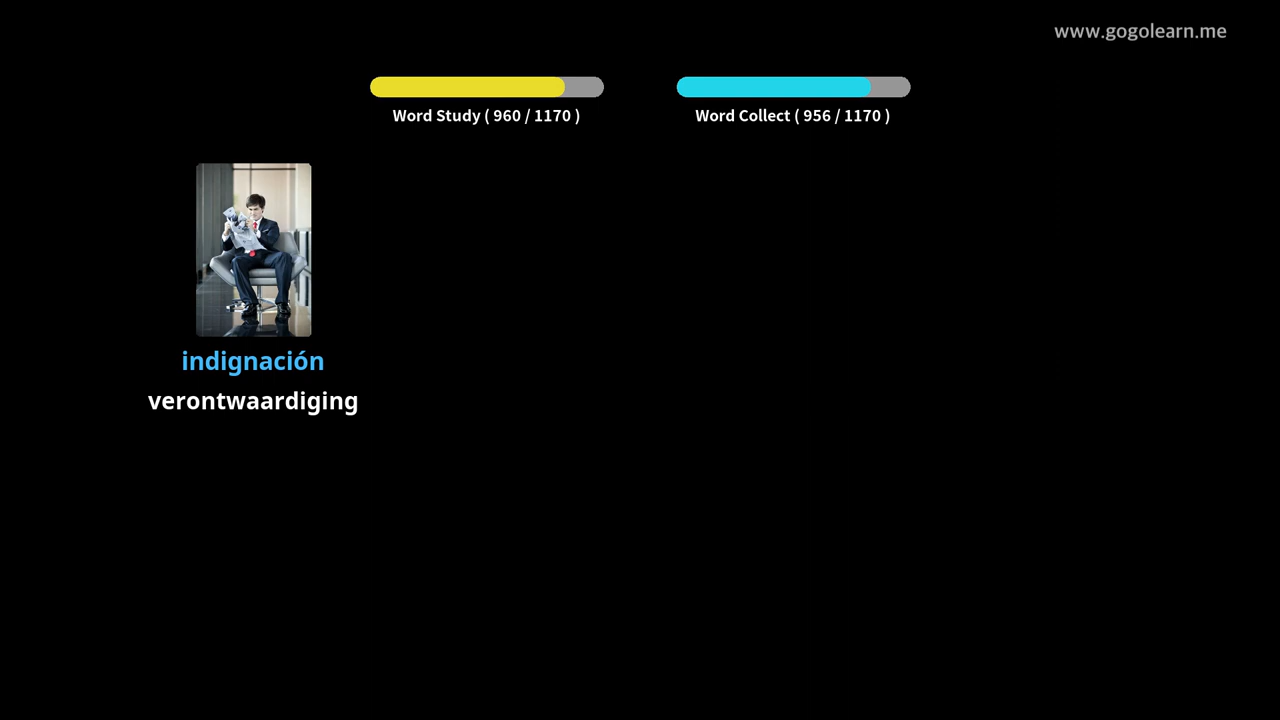 www.gogolearn.me
Word Study ( 960 / 1170 )
Word Collect ( 956 / 1170 )
indignación
verontwaardiging